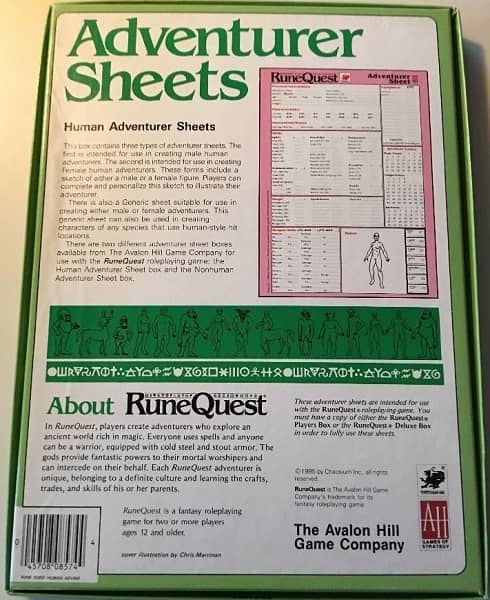 Adventurer
Sheets
Human Adventurer Sheets
This box contains three types of adventurer sheets. The
first is intended for use in creating male human
adventurers. The second is intended for use in creating
Female human adventurers. These forms include a
sketch of either a male or a female figure. Players can
complete and personalize this sketch to illustrate their
adventurer.
There is also a Generic sheet suitable for use in
creating either male or female adventurers. This
generic sheet can also be used in creating
characters of any species that use human-style hit
locations.
There are two different adventurer sheet boxes
available from The Avalon Hill Game Company for
use with the RuneQuest roleplaying game: the
Human Adventurer Sheet box and the Nonhuman
Adventurer Sheet box.
RuneQuest
Adventurer
Sheet
About RuneQuest
In RuneQuest, players create adventurers who explore an
ancient world rich in magic. Everyone uses spells and anyone
can be a warrior, equipped with cold steel and stout armor. The
gods provide fantastic powers to their mortal worshipers and
can intercede on their behalf. Each RuneQuest adventurer is
unique, belonging to a definite culture and learning the crafts,
trades, and skills of his or her parents.
RuneQuest is a fantasy roleplaying
game for two or more players
ages 12 and older.
cover illustration by Chris Marrinan
These adventurer sheets are intended for use
with the RuneQuest® roleplaying game. You
must have a copy of either the RuneQuest®
Players Box or the RuneQuest® Deluxe Box
in order to fully use these sheets.
©1985 by Chaosium Inc., all rights
reserved.
RuneQuest is The Avalon Hill Game
Company's trademark for its
fantasy roleplaying game.
The Avalon Hill
Game Company
AH
GAMES OF
STRATEGY
0 45708 08574 4
RUNE QUEST HUMAN ADVENT